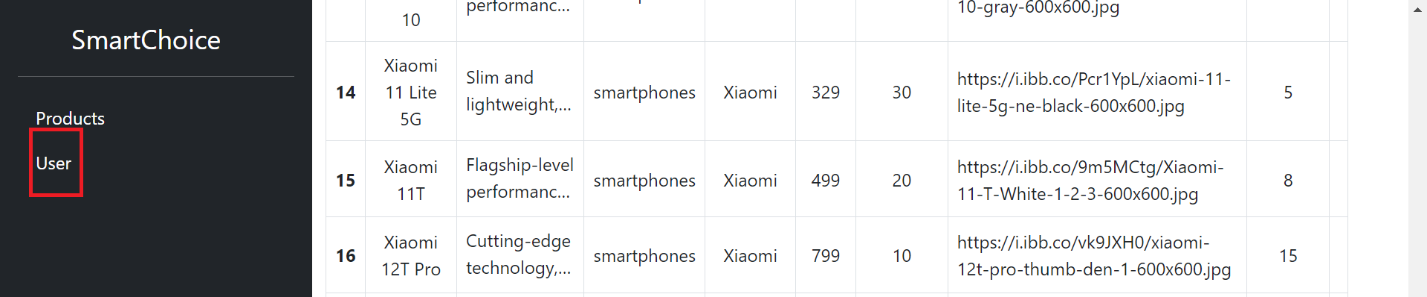 SmartChoice
Products
User
10
performanc...
10-gray-600x600.jpg
14
Xiaomi
11 Lite
5G
Slim and
lightweight,...
smartphones
Xiaomi
329
30
https://i.ibb.co/Pcr1YpL/xiaomi-11-
lite-5g-ne-black-600x600.jpg
5
15
Xiaomi
11T
Flagship-level
performanc...
smartphones
Xiaomi
499
20
https://i.ibb.co/9m5MCtg/Xiaomi-
11-T-White-1-2-3-600x600.jpg
8
16
Xiaomi
12T Pro
Cutting-edge
technology,...
smartphones
Xiaomi
799
10
https://i.ibb.co/vk9JXH0/xiaomi-
12t-pro-thumb-den-1-600x600.jpg
15